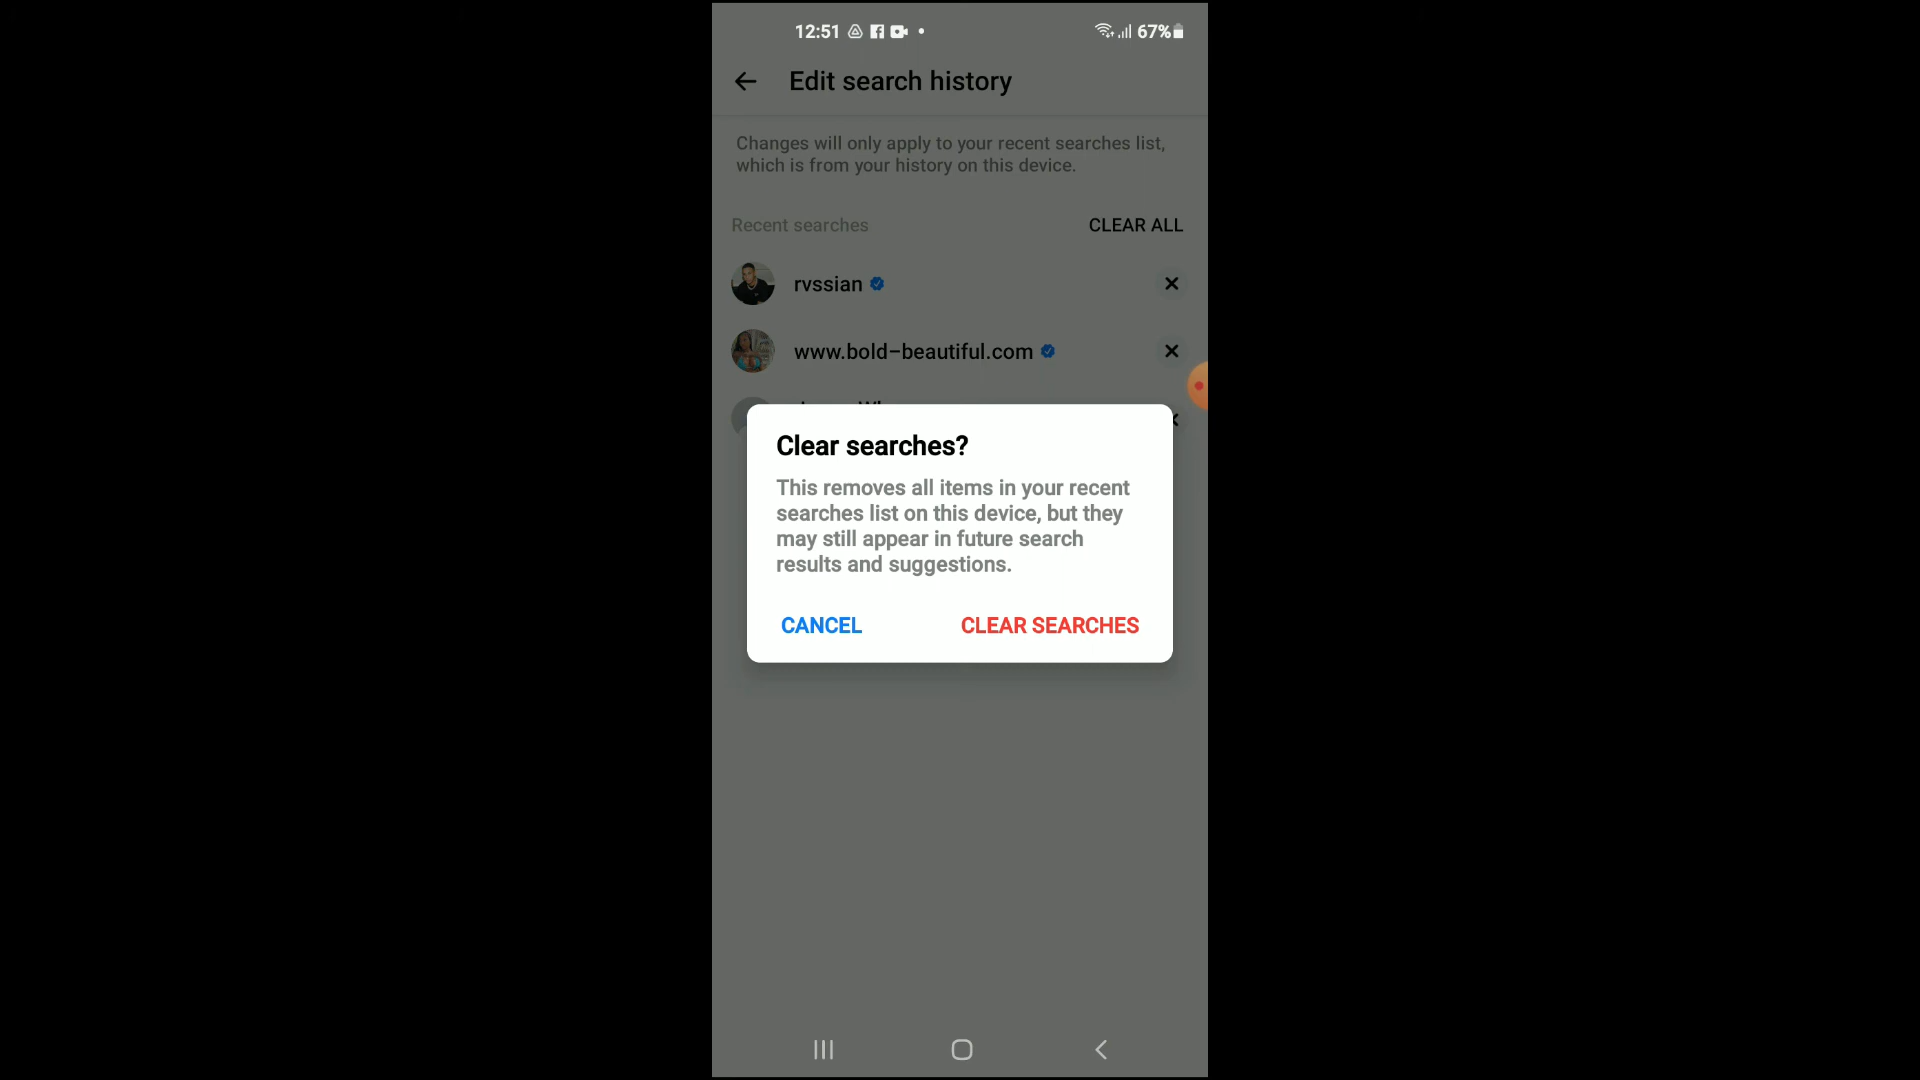 12:51
67%
Edit search history
Changes will only apply to your recent searches list,
which is from your history on this device.
Recent searches
CLEAR ALL
rvssian
www.bold-beautiful.com
Clear searches?
This removes all items in your recent
searches list on this device, but they
may still appear in future search
results and suggestions.
CANCEL
CLEAR SEARCHES